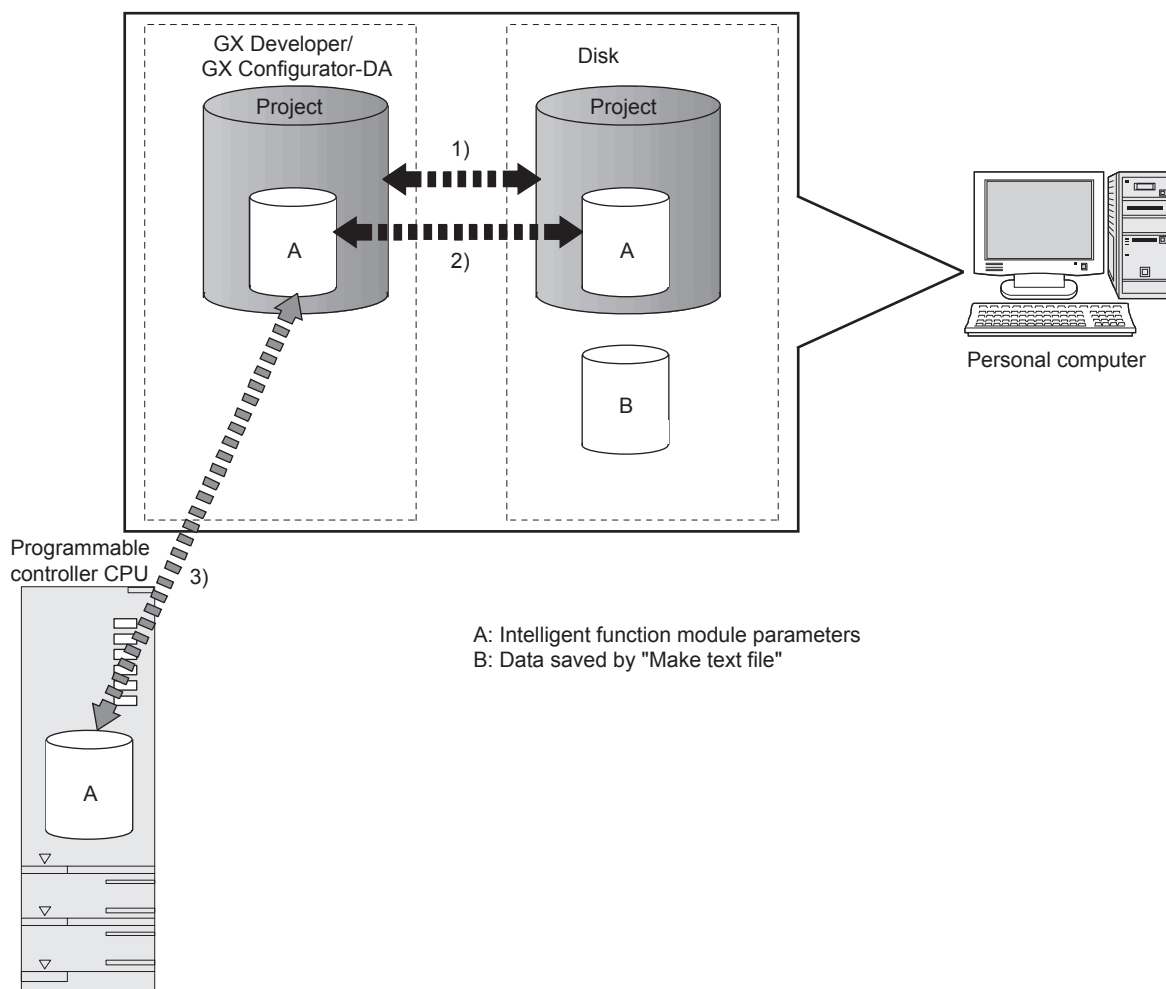 GX Developer/
GX Configurator-DA
Disk
Project
Project
1)
A
2)
A
Personal computer
B
Programmable
controller CPU
3)
A: Intelligent function module parameters
B: Data saved by "Make text file"
A